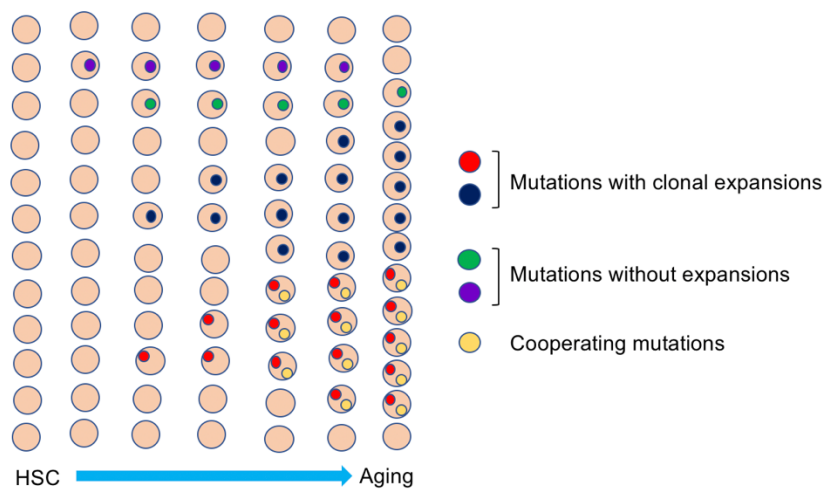 Mutations with clonal expansions
Mutations without expansions
Cooperating mutations
HSC
Aging